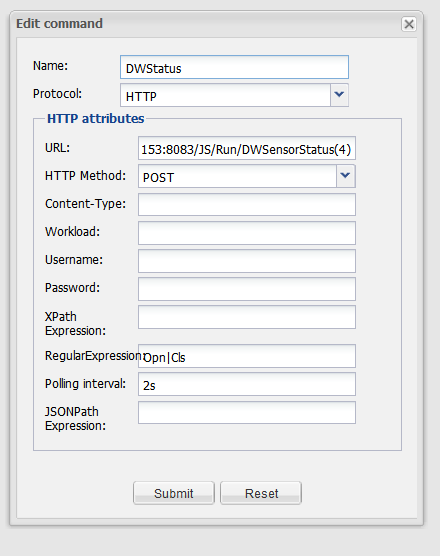 Edit command
Name: DWStatus
Protocol: HTTP
HTTP attributes
URL: 153:8083/JS/Run/DWSensorStatus(4)
HTTP Method: POST
Content-Type:
Workload:
Username:
Password:
XPath
Expression:
RegularExpression: Opn|Cls
Polling interval: 2s
JSONPath
Expression:
Submit Reset